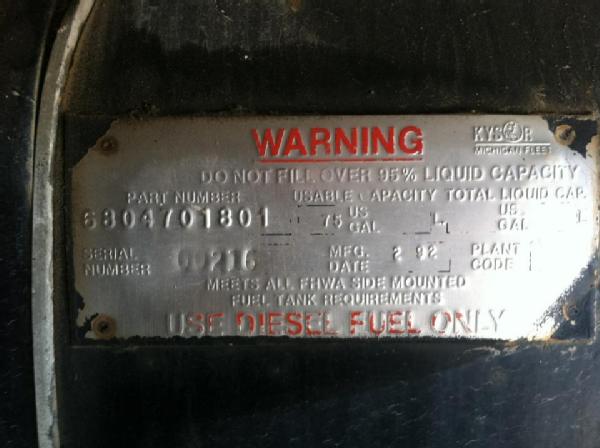 WARNING
KYSOR
MICHIGAN FLEET
DO NOT FILL OVER 95% LIQUID CAPACITY
PART NUMBER USABLE CAPACITY TOTAL LIQUID CAP.
6804701801 75 US GAL L US GAL L
SERIAL NUMBER 00216 MFG. DATE 2 92 PLANT CODE
MEETS ALL FHWA SIDE MOUNTED
FUEL TANK REQUIREMENTS
USE DIESEL FUEL ONLY